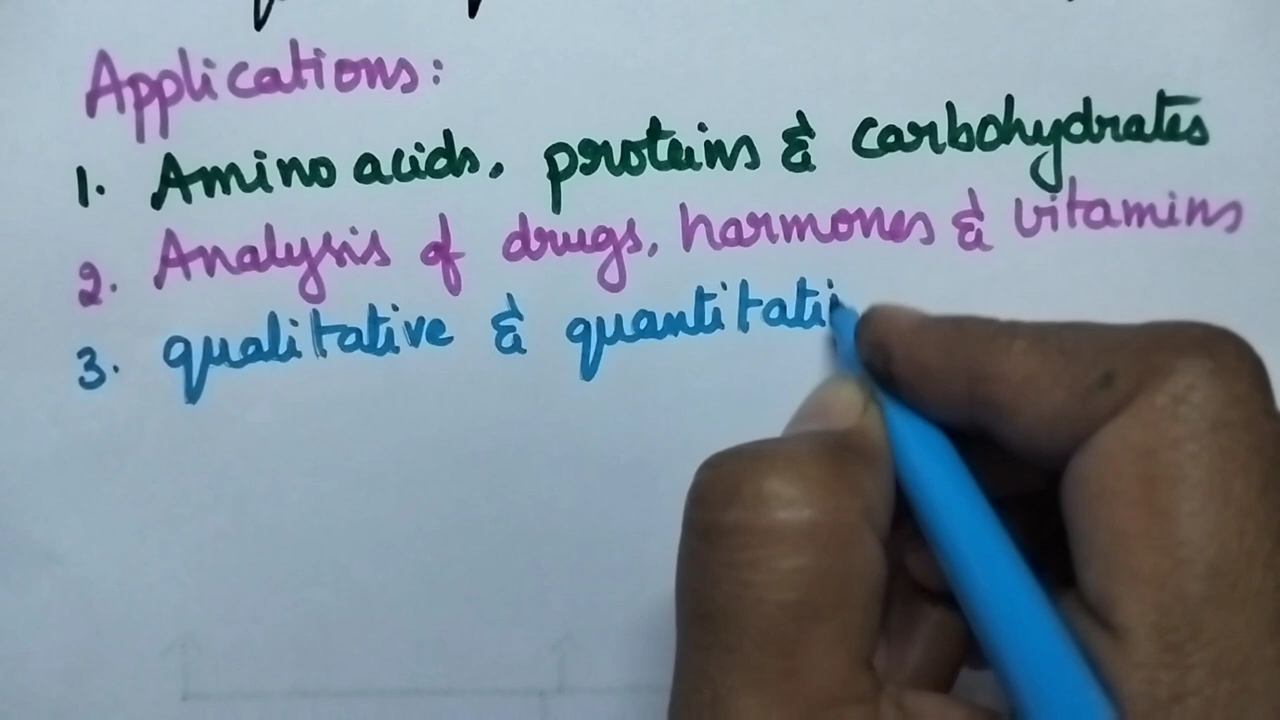 Applications:
1. Amino acids, proteins & carbohydrates
2. Analysis of drugs, harmones & vitamins
3. qualitative & quantitati